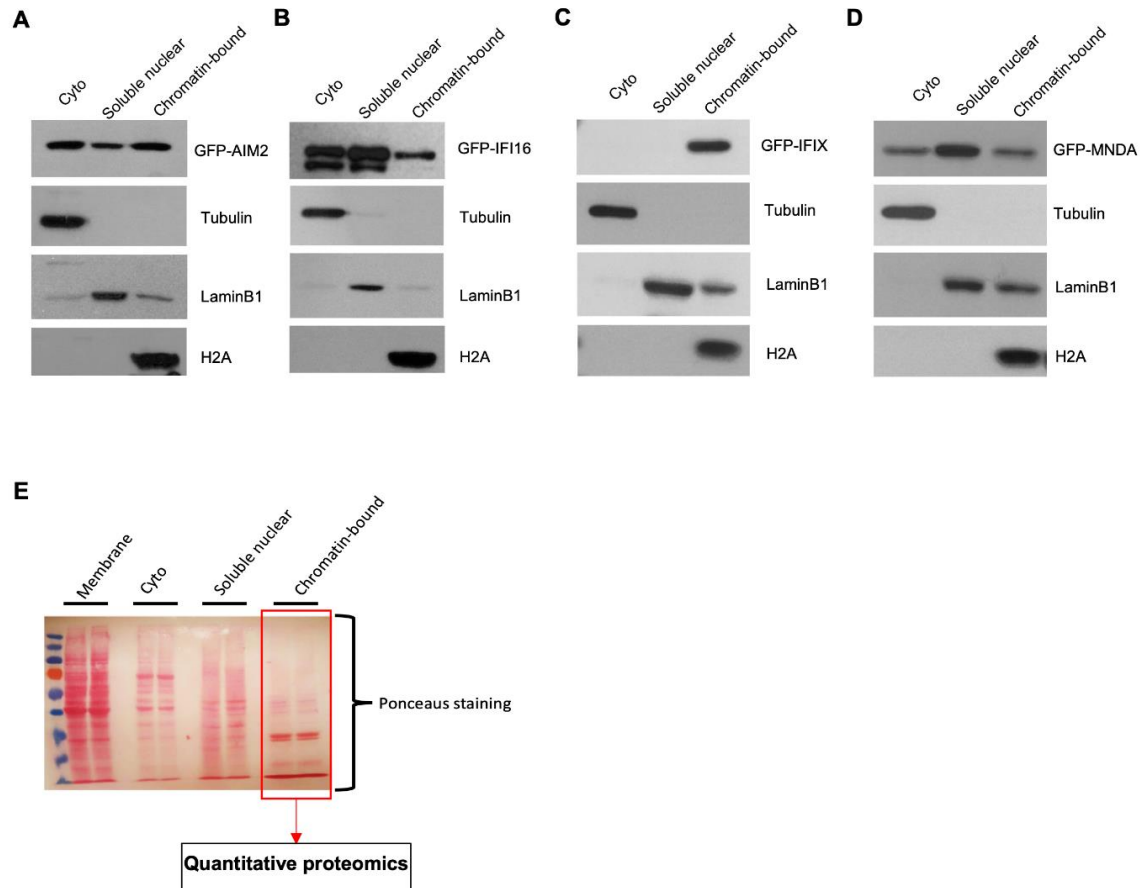 A
Cyto
Soluble nuclear
Chromatin-bound
GFP-AIM2
Tubulin
LaminB1
H2A
B
Cyto
Soluble nuclear
Chromatin-bound
GFP-IFI16
Tubulin
LaminB1
H2A
C
Cyto
Soluble nuclear
Chromatin-bound
GFP-IFIX
Tubulin
LaminB1
H2A
D
Cyto
Soluble nuclear
Chromatin-bound
GFP-MNDA
Tubulin
LaminB1
H2A
E
Membrane
Cyto
Soluble nuclear
Chromatin-bound
Ponceaus staining
Quantitative proteomics